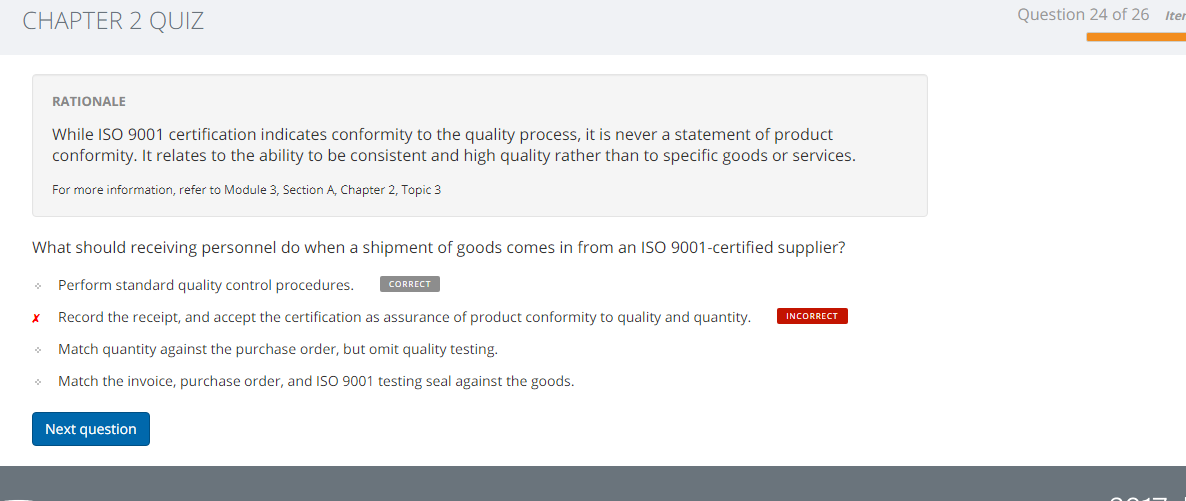 CHAPTER 2 QUIZ
Question 24 of 26
RATIONALE
While ISO 9001 certification indicates conformity to the quality process, it is never a statement of product
conformity. It relates to the ability to be consistent and high quality rather than to specific goods or services.
For more information, refer to Module 3, Section A, Chapter 2, Topic 3
What should receiving personnel do when a shipment of goods comes in from an ISO 9001-certified supplier?
Perform standard quality control procedures. CORRECT
✗ Record the receipt, and accept the certification as assurance of product conformity to quality and quantity. INCORRECT
Match quantity against the purchase order, but omit quality testing.
Match the invoice, purchase order, and ISO 9001 testing seal against the goods.
Next question